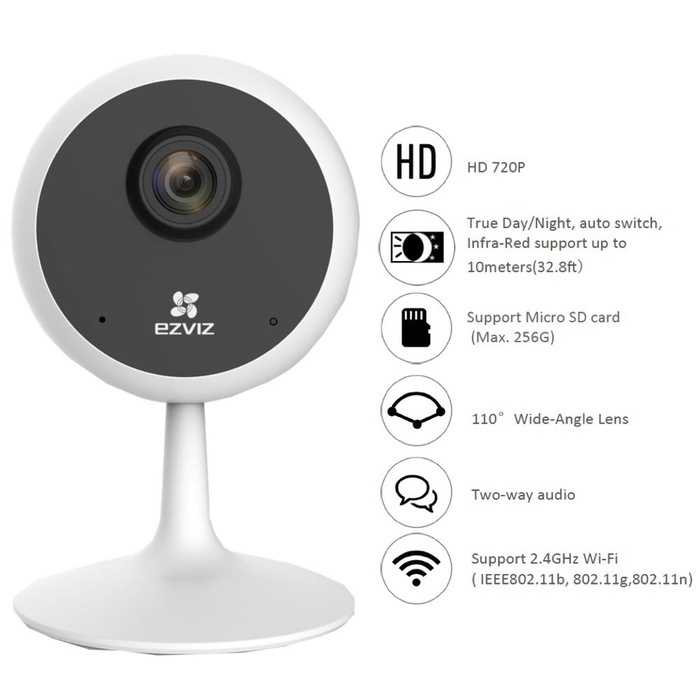 EZVIZ
HD
HD 720P
True Day/Night, auto switch,
Infra-Red support up to
10meters(32.8ft）
Support Micro SD card
(Max. 256G)
110° Wide-Angle Lens
Two-way audio
Support 2.4GHz Wi-Fi
( IEEE802.11b, 802.11g,802.11n)